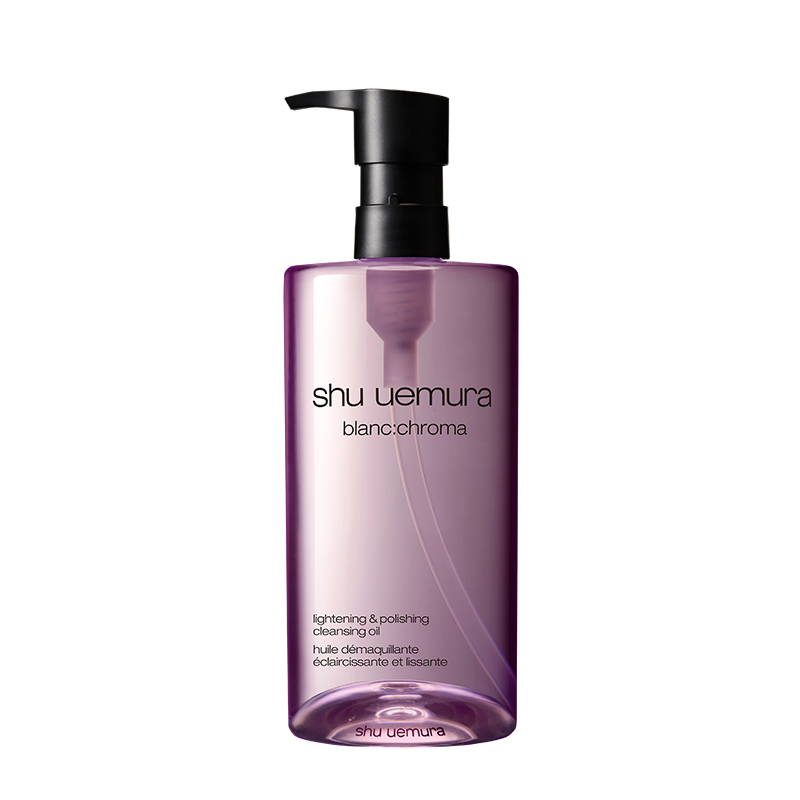 shu uemura
blanc:chroma
lightening & polishing
cleansing oil
huile démaquillante
éclaircissante et lissante
shu uemura